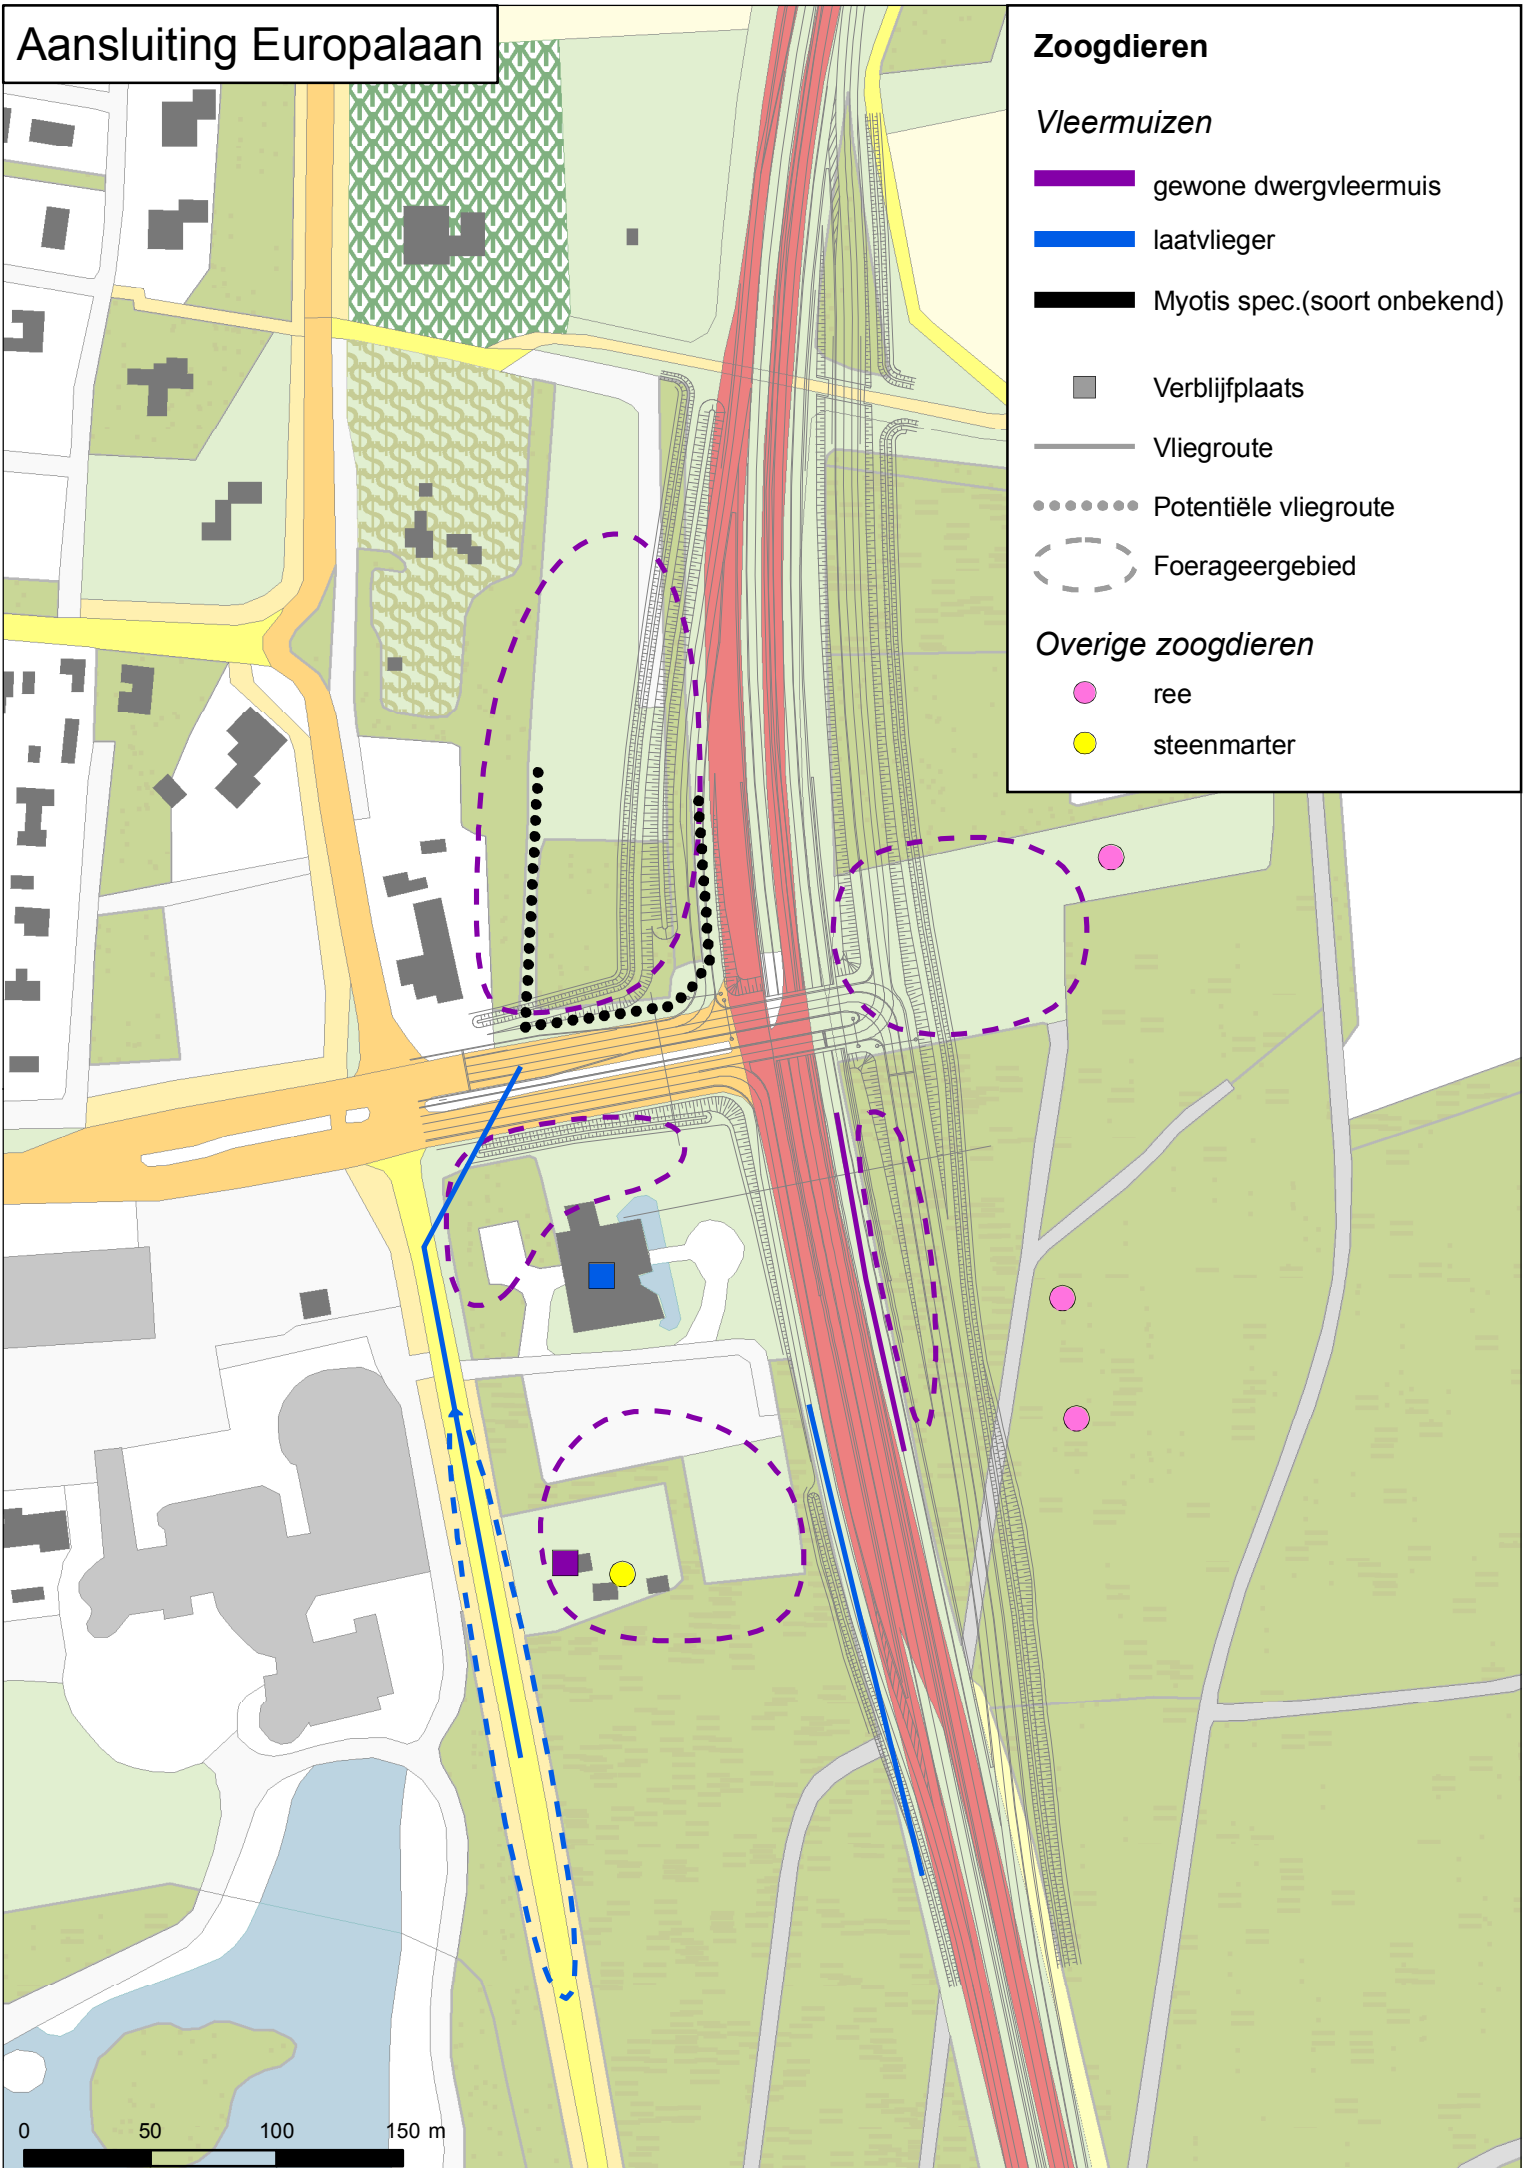 Aansluiting Europalaan
Zoogdieren
Vleermuizen
gewone dwergvleermuis
laatvlieger
Myotis spec.(soort onbekend)
Verblijfplaats
Vliegroute
Potentiële vliegroute
Foerageergebied
Overige zoogdieren
ree
steenmarter
0 50 100 150 m